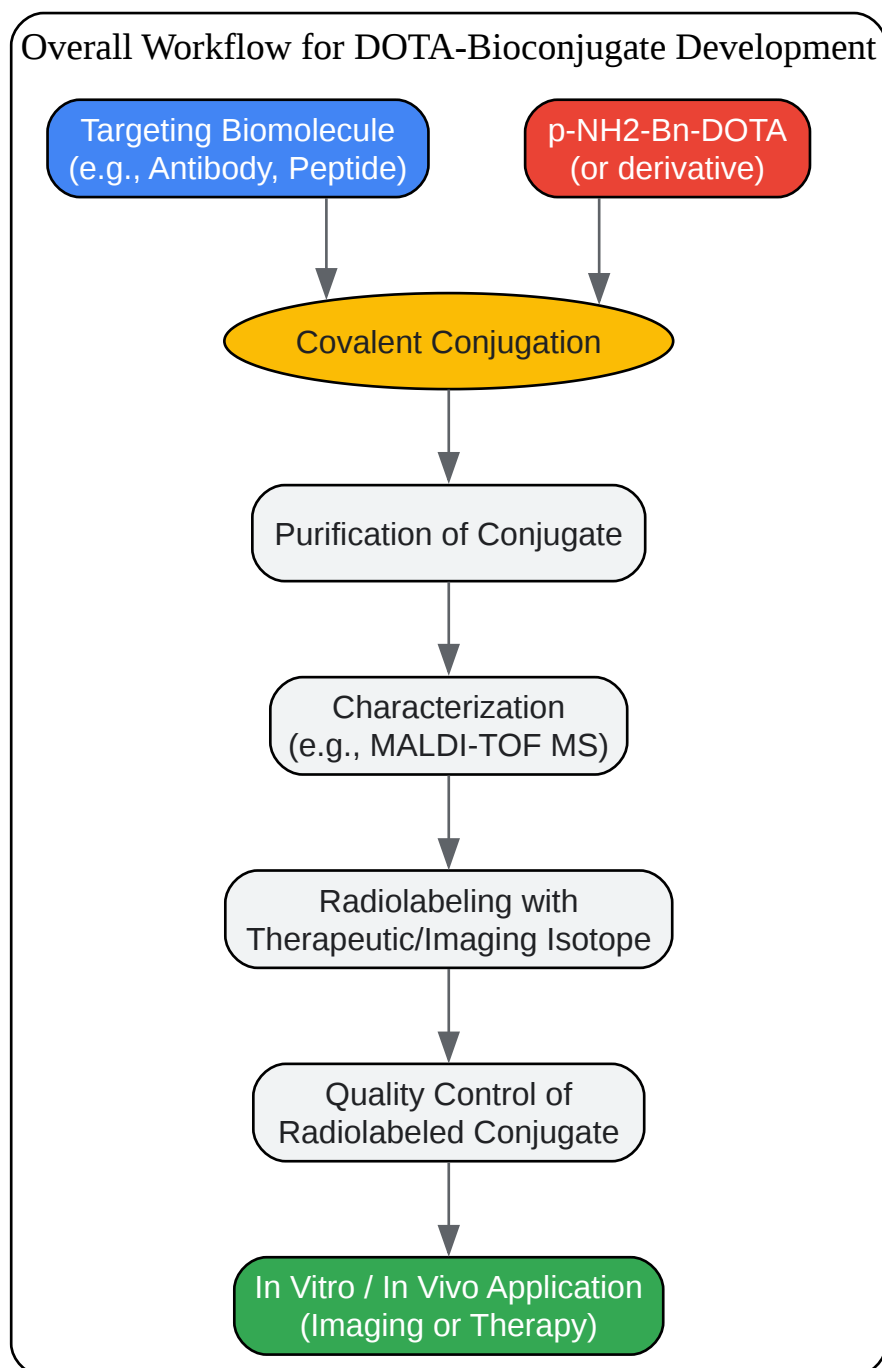 Overall Workflow for DOTA-Bioconjugate Development
Targeting Biomolecule
(e.g., Antibody, Peptide)
p-NH2-Bn-DOTA
(or derivative)
Covalent Conjugation
Purification of Conjugate
Characterization
(e.g., MALDI-TOF MS)
Radiolabeling with
Therapeutic/Imaging Isotope
Quality Control of
Radiolabeled Conjugate
In Vitro / In Vivo Application
(Imaging or Therapy)